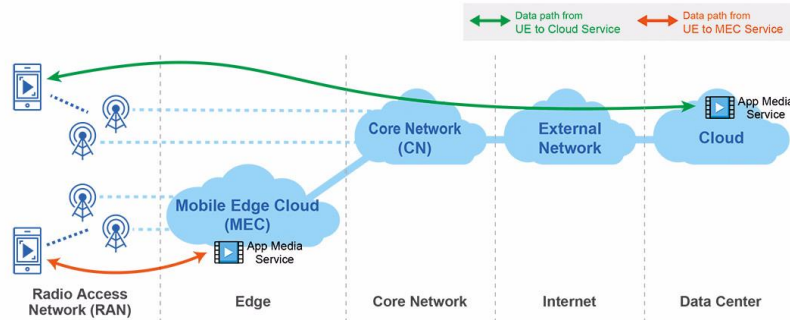 Data path from
UE to Cloud Service
Data path from
UE to MEC Service
App Media
Service
Core Network
(CN)
External
Network
Cloud
Mobile Edge Cloud
(MEC)
App Media
Service
Radio Access
Network (RAN)
Edge
Core Network
Internet
Data Center